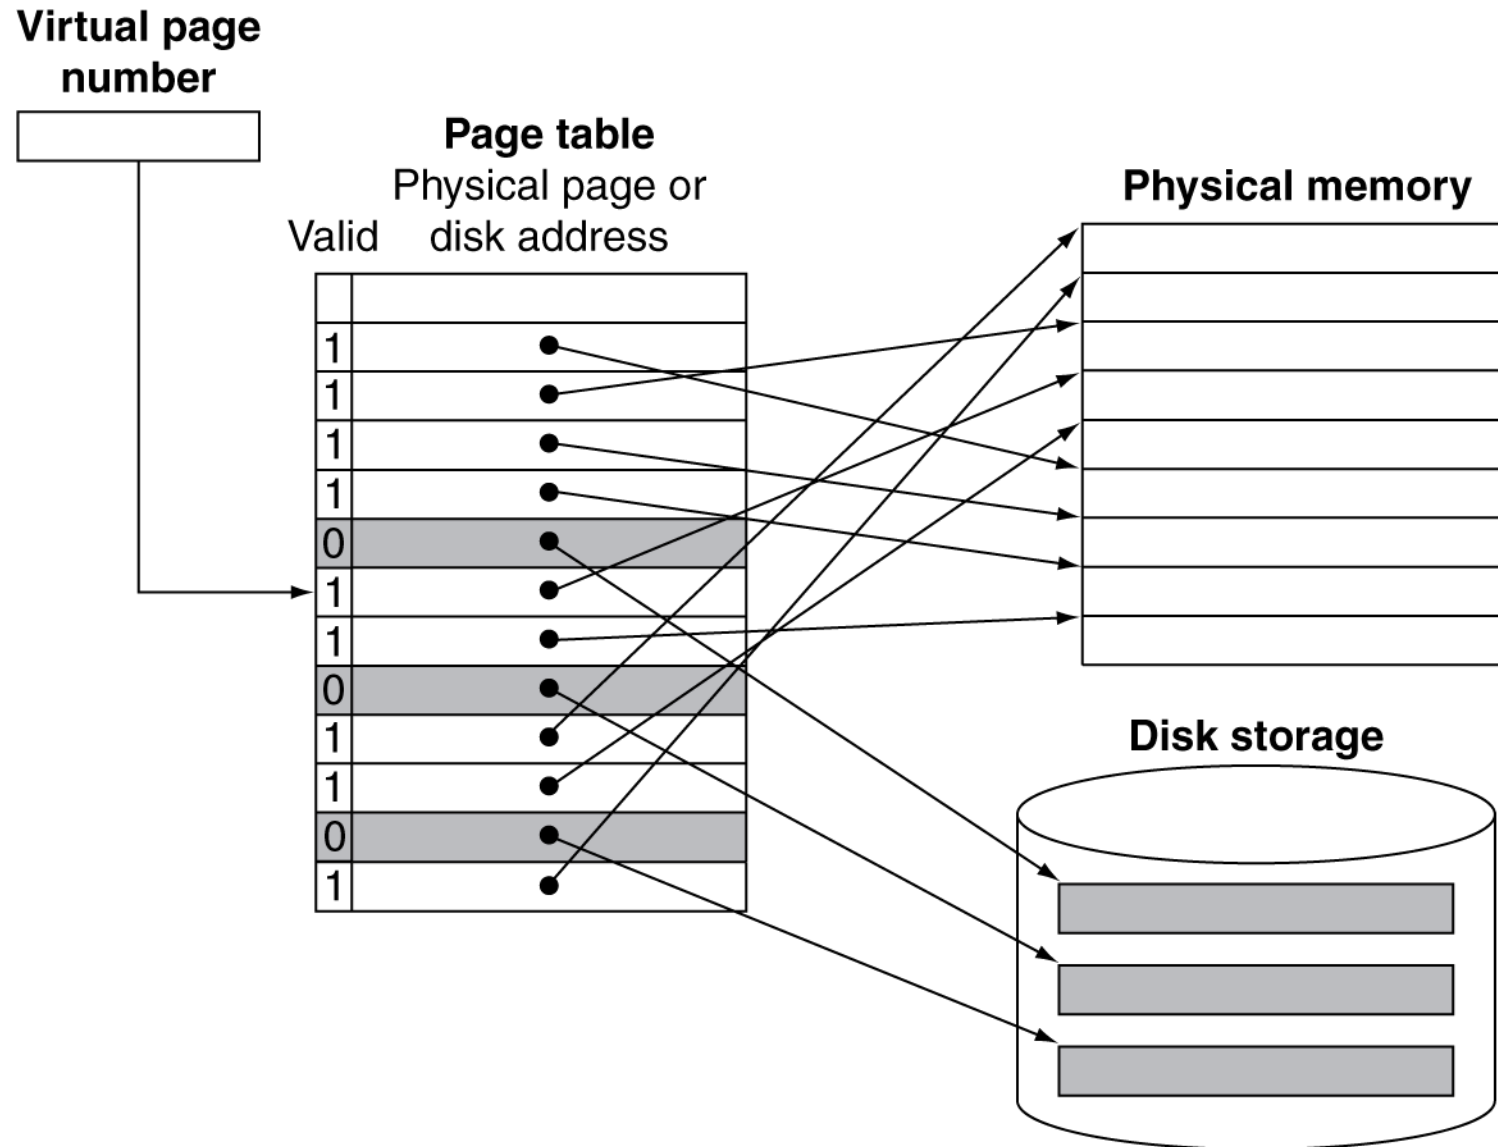 Virtual page
number
Page table
Physical page or
Valid disk address
Physical memory
1
1
1
1
0
1
1
0
1
1
0
1
Disk storage